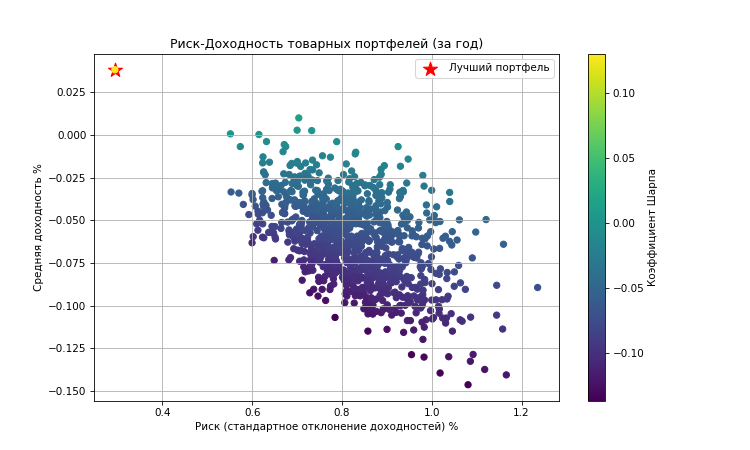 Риск-Доходность товарных портфелей (за год)
Лучший портфель
0.025
0.000
−0.025
−0.050
−0.075
−0.100
−0.125
−0.150
Средняя доходность %
0.4 0.6 0.8 1.0 1.2
Риск (стандартное отклонение доходностей) %
0.10
0.05
0.00
−0.05
−0.10
Коэффициент Шарпа